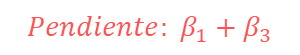 Pendiente: β₁ + β₃